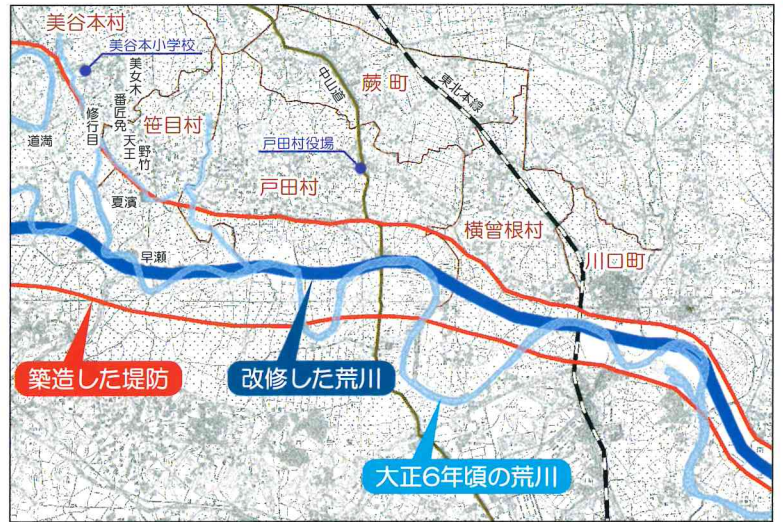 美谷本村
美谷本小学校
美女木
番匠免
修行目
天王
野竹
道満
笹目村
夏濱
早瀬
中山道
蕨町
東北本線
戸田村役場
戸田村
横曾根村
川口町
築造した堤防
改修した荒川
大正6年頃の荒川